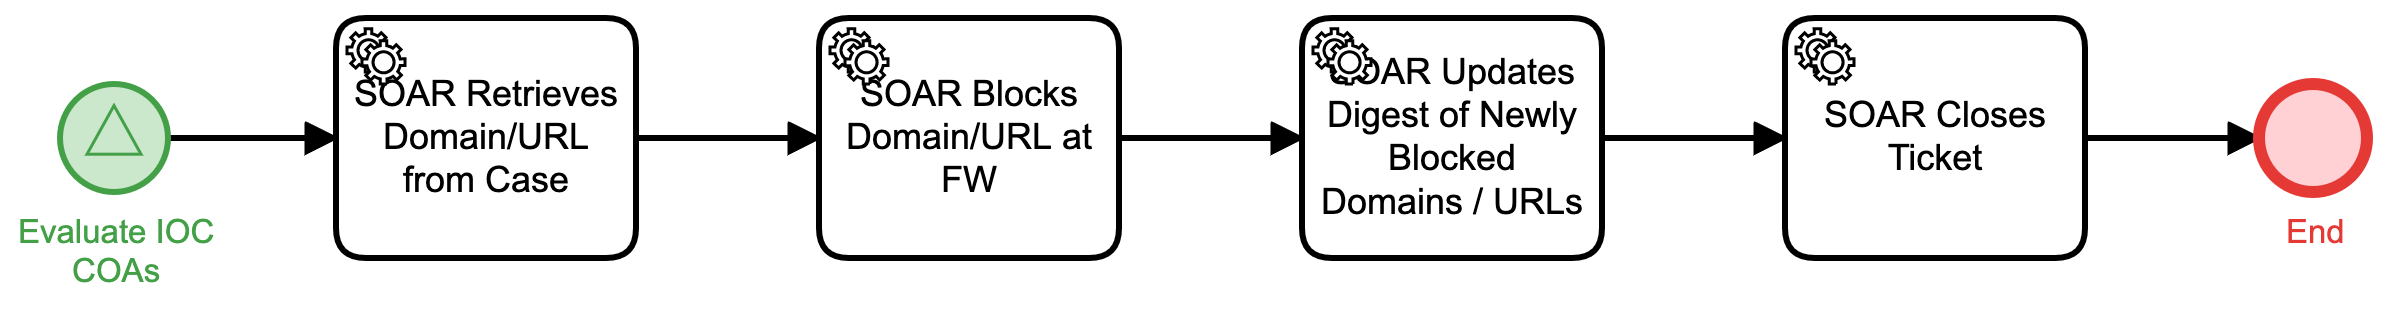 Evaluate IOC
COAs
SOAR Retrieves
Domain/URL
from Case
SOAR Blocks
Domain/URL at
FW
SOAR Updates
Digest of Newly
Blocked
Domains / URLs
SOAR Closes
Ticket
End